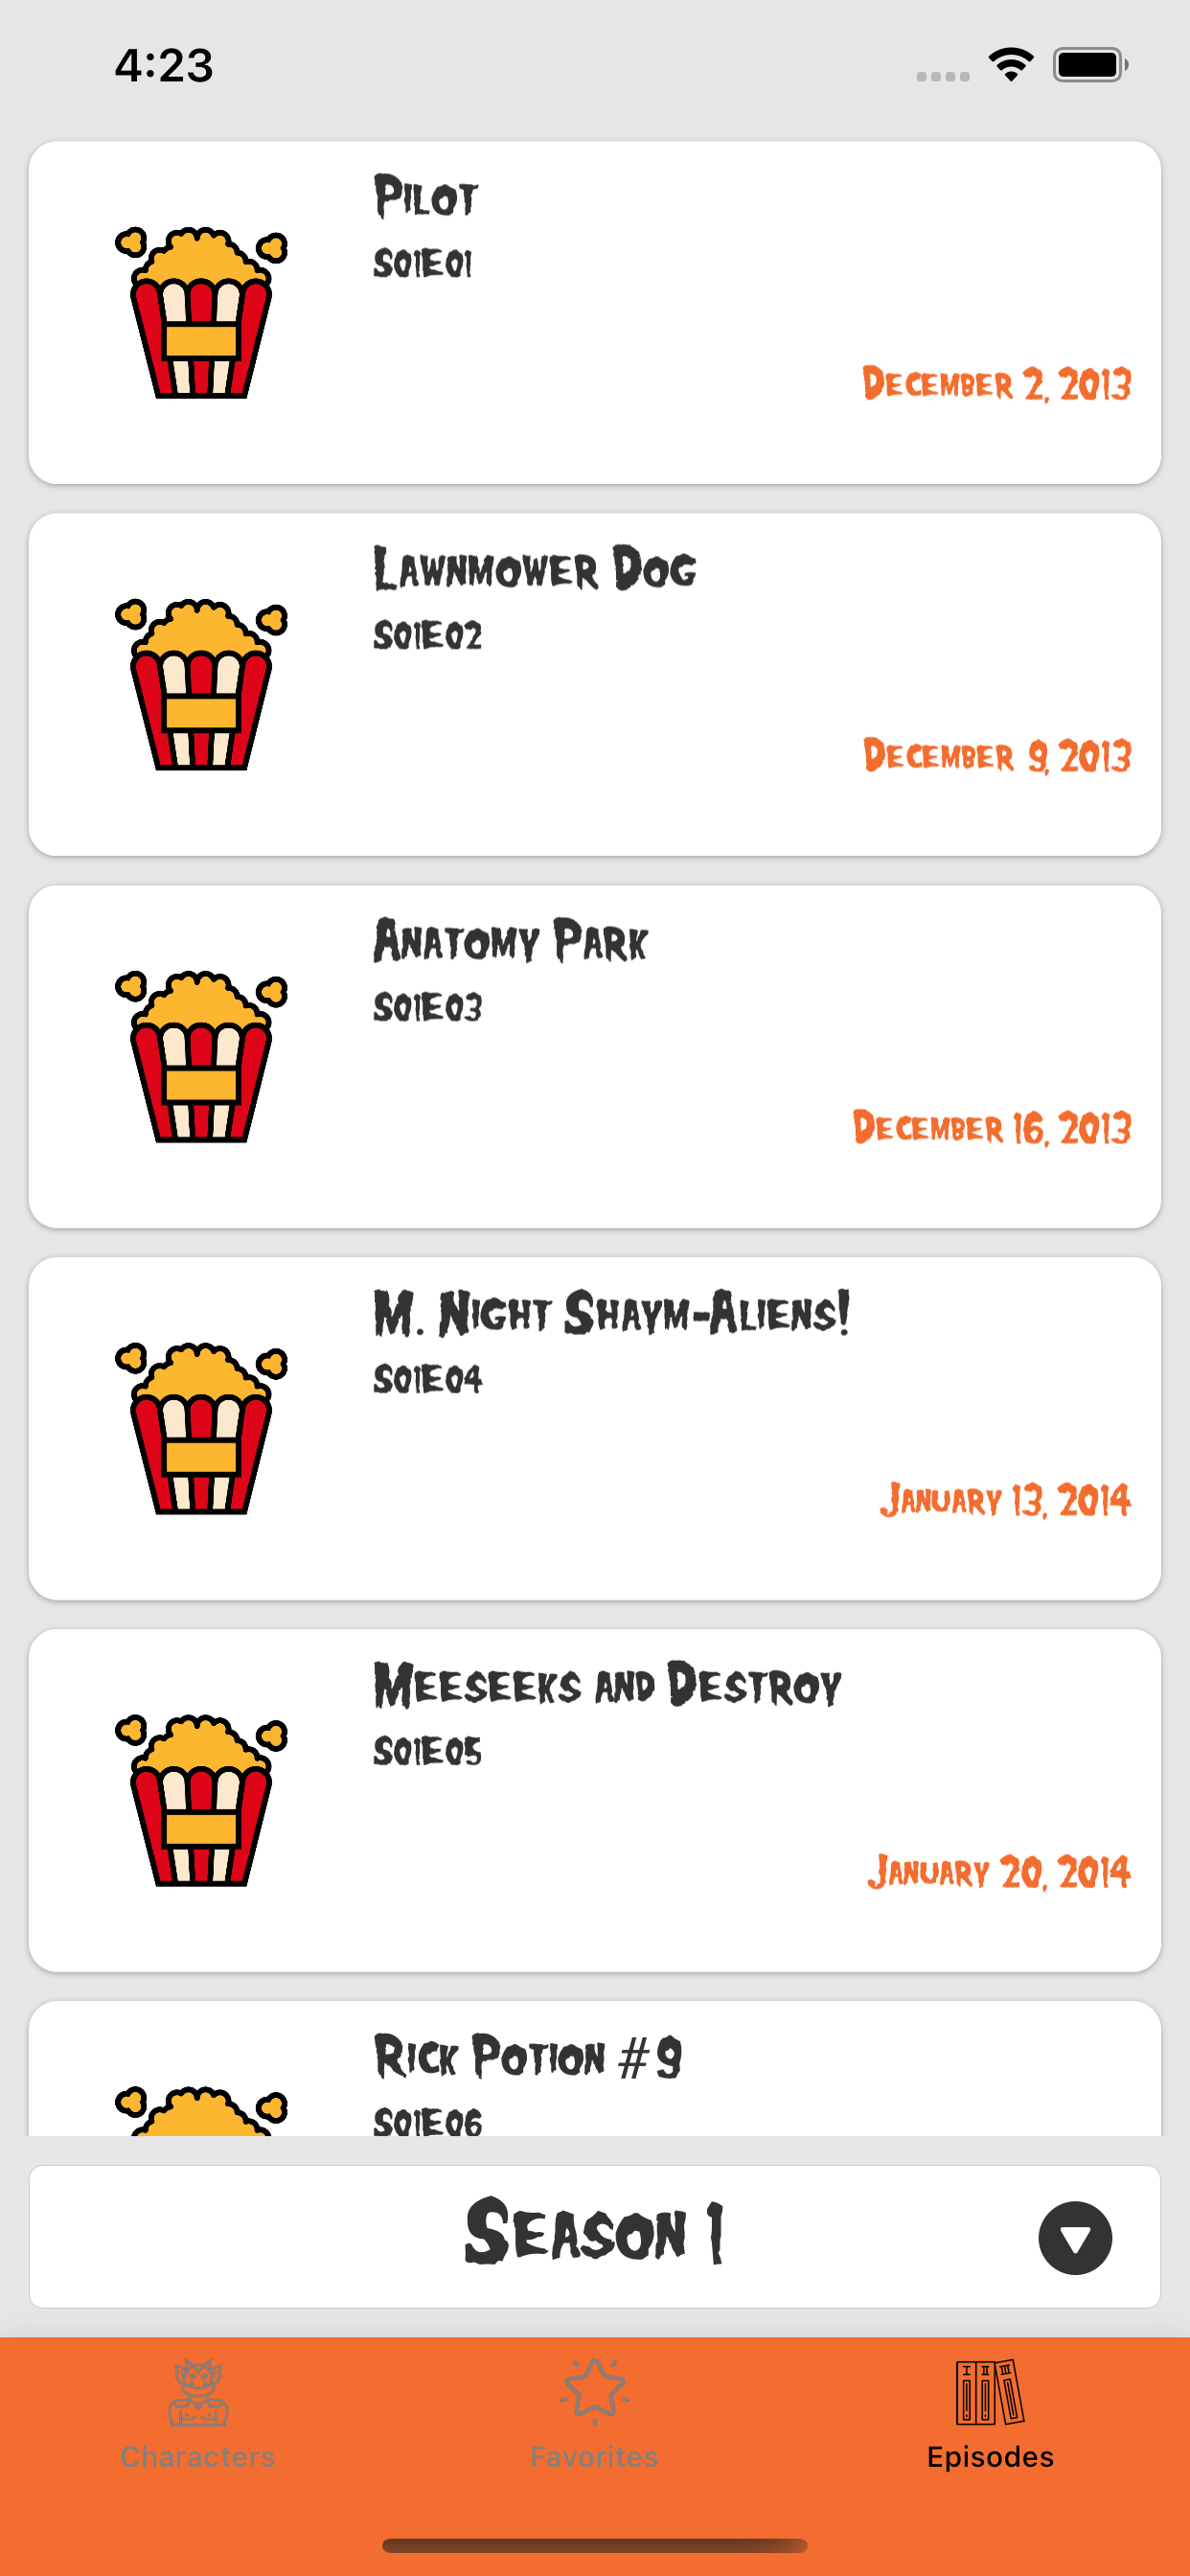 4:23
Pilot
S01E01
December 2, 2013
Lawnmower Dog
S01E02
December 9, 2013
Anatomy Park
S01E03
December 16, 2013
M. Night Shaym-Aliens!
S01E04
January 13, 2014
Meeseeks and Destroy
S01E05
January 20, 2014
Rick Potion #9
S01E06
Season 1
I II III
Characters
Favorites
Episodes